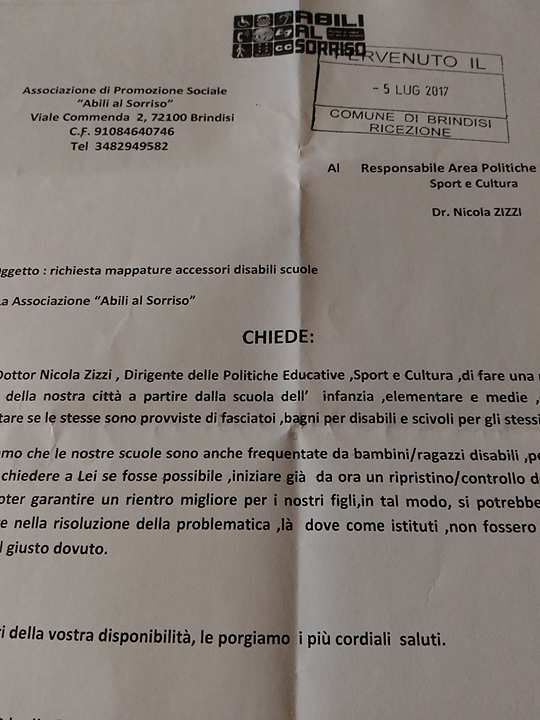 ABILI
AL
SORRISO
PERVENUTO IL
- 5 LUG 2017
COMUNE DI BRINDISI
RICEZIONE
Associazione di Promozione Sociale
"Abili al Sorriso"
Viale Commenda 2, 72100 Brindisi
C.F. 91084640746
Tel 3482949582
Al Responsabile Area Politiche
Sport e Cultura
Dr. Nicola ZIZZI
ggetto : richiesta mappature accessori disabili scuole
La Associazione "Abili al Sorriso"
CHIEDE:
Dottor Nicola Zizzi , Dirigente delle Politiche Educative ,Sport e Cultura ,di fare una
della nostra città a partire dalla scuola dell' infanzia ,elementare e medie ,
tare se le stesse sono provviste di fasciatoi ,bagni per disabili e scivoli per gli stessi
mo che le nostre scuole sono anche frequentate da bambini/ragazzi disabili ,pe
chiedere a Lei se fosse possibile ,iniziare già da ora un ripristino/controllo d
oter garantire un rientro migliore per i nostri figli,in tal modo, si potrebbe
e nella risoluzione della problematica ,là dove come istituti ,non fossero
l giusto dovuto.
ri della vostra disponibilità, le porgiamo i più cordiali saluti.